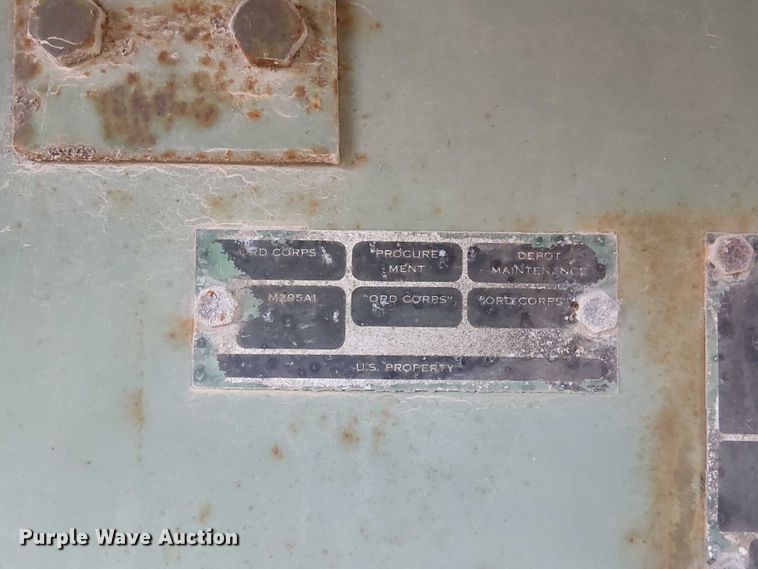 ORD CORPS
PROCURE
MENT
DEPOT
MAINTENANCE
M295A1
"ORD CORPS"
"ORD CORPS"
U.S. PROPERTY
Purple Wave Auction